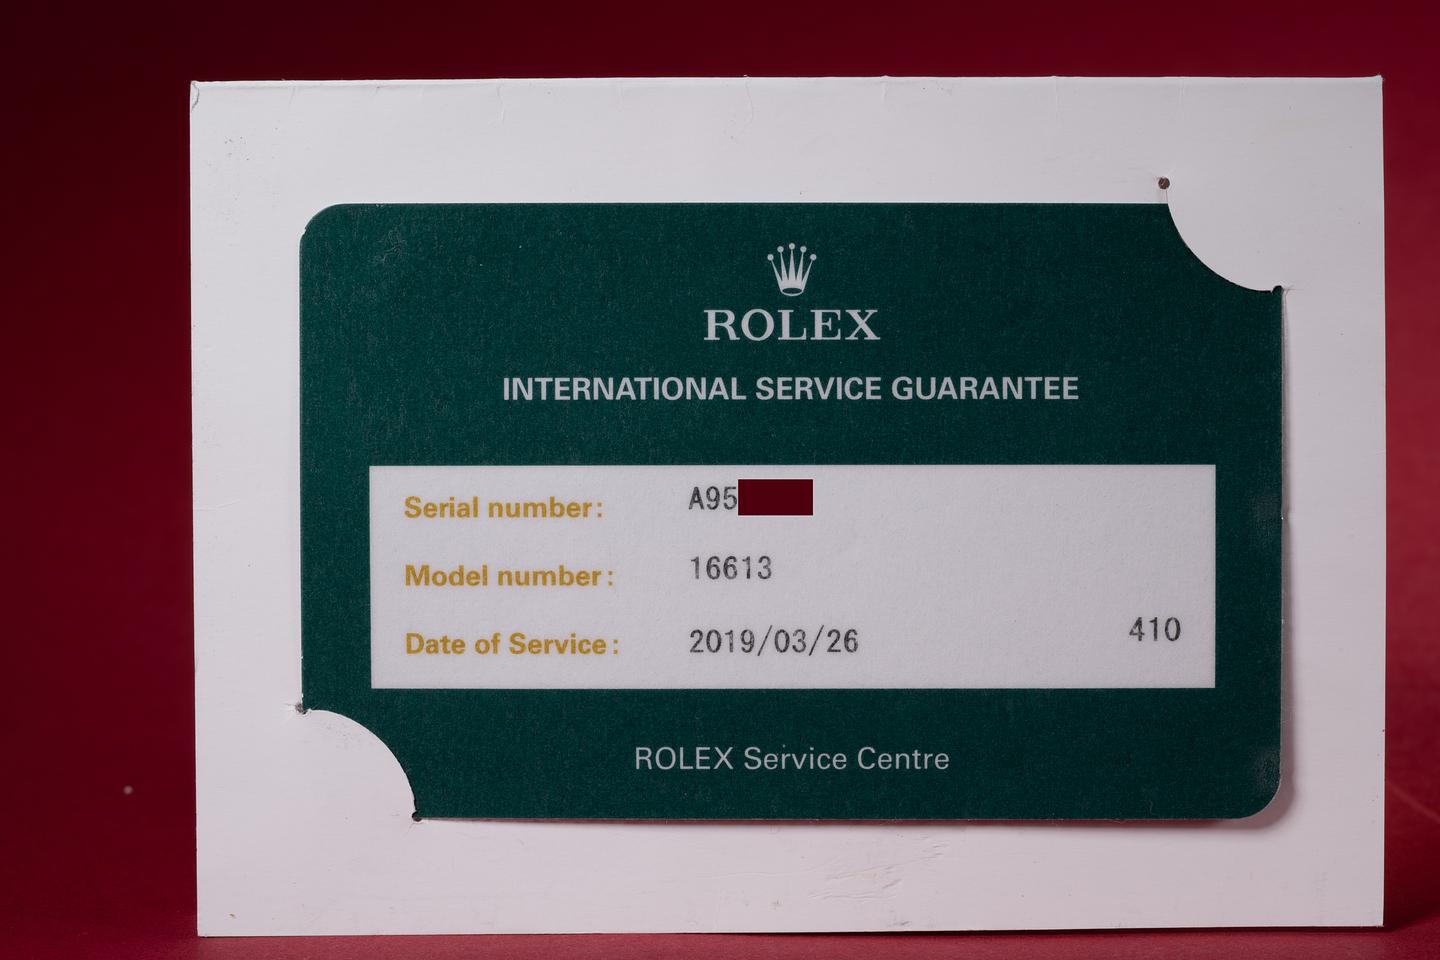 ROLEX
INTERNATIONAL SERVICE GUARANTEE
Serial number: A95
Model number: 16613
Date of Service: 2019/03/26 410
ROLEX Service Centre